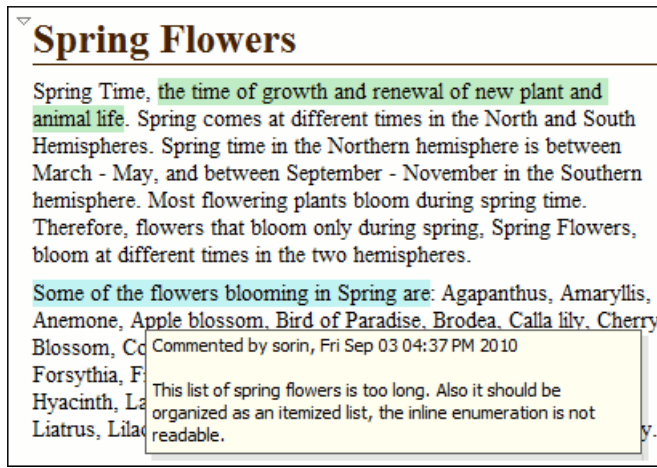 Spring Flowers
Spring Time, the time of growth and renewal of new plant and
animal life. Spring comes at different times in the North and South
Hemispheres. Spring time in the Northern hemisphere is between
March - May, and between September - November in the Southern
hemisphere. Most flowering plants bloom during spring time.
Therefore, flowers that bloom only during spring, Spring Flowers,
bloom at different times in the two hemispheres.
Some of the flowers blooming in Spring are: Agapanthus, Amaryllis,
Anemone, Apple blossom, Bird of Paradise, Brodea, Calla lily, Cherry
Blossom,
Forsythia,
Hyacinth,
Liatrus,
Commented by sorin, Fri Sep 03 04:37 PM 2010
This list of spring flowers is too long. Also it should be
organized as an itemized list, the inline enumeration is not
readable.